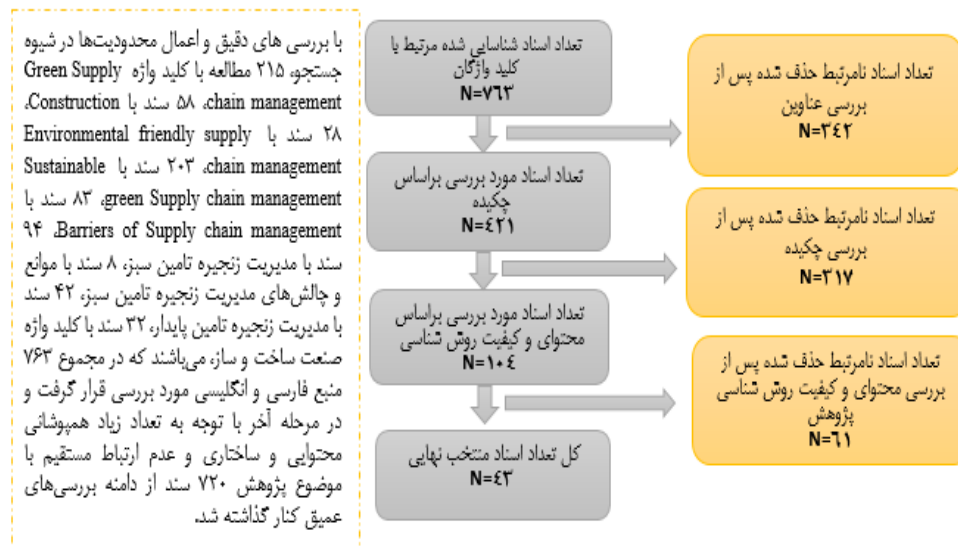 با بررسی های دقیق و اعمال محدودیت‌ها در شیوه
جستجو، ۲۱۵ مطالعه با کلید واژه Green Supply
chain management، ۵۸ سند با Construction،
۲۸ سند با Environmental friendly supply
chain management، ۲۰۳ سند با Sustainable
green Supply chain management، ۸۳ سند با
Barriers of Supply chain management، ۹۴
سند با مدیریت زنجیره تامین سبز، ۸ سند با موانع
و چالش‌های مدیریت زنجیره تامین سبز، ۴۲ سند
با مدیریت زنجیره تامین پایدار، ۳۲ سند با کلید واژه
صنعت ساخت و ساز، می‌باشند که در مجموع ۷۶۳
منبع فارسی و انگلیسی مورد بررسی قرار گرفت و
در مرحله آخر با توجه به تعداد زیاد همپوشانی
محتوایی و ساختاری و عدم ارتباط مستقیم با
موضوع پژوهش ۷۲۰ سند از دامنه بررسی‌های
عمیق کنار گذاشته شد.
تعداد اسناد شناسایی شده مرتبط با
کلید واژگان
N=٧٦٣
تعداد اسناد نامرتبط حذف شده پس از
بررسی عناوین
N=٣٤٢
تعداد اسناد مورد بررسی براساس
چکیده
N=٤٢١
تعداد اسناد نامرتبط حذف شده پس از
بررسی چکیده
N=٣١٧
تعداد اسناد مورد بررسی براساس
محتوای و کیفیت روش شناسی
N=١٠٤
تعداد اسناد نامرتبط حذف شده پس از
بررسی محتوای و کیفیت روش شناسی
پژوهش
N=٦١
کل تعداد اسناد منتخب نهایی
N=٤٣